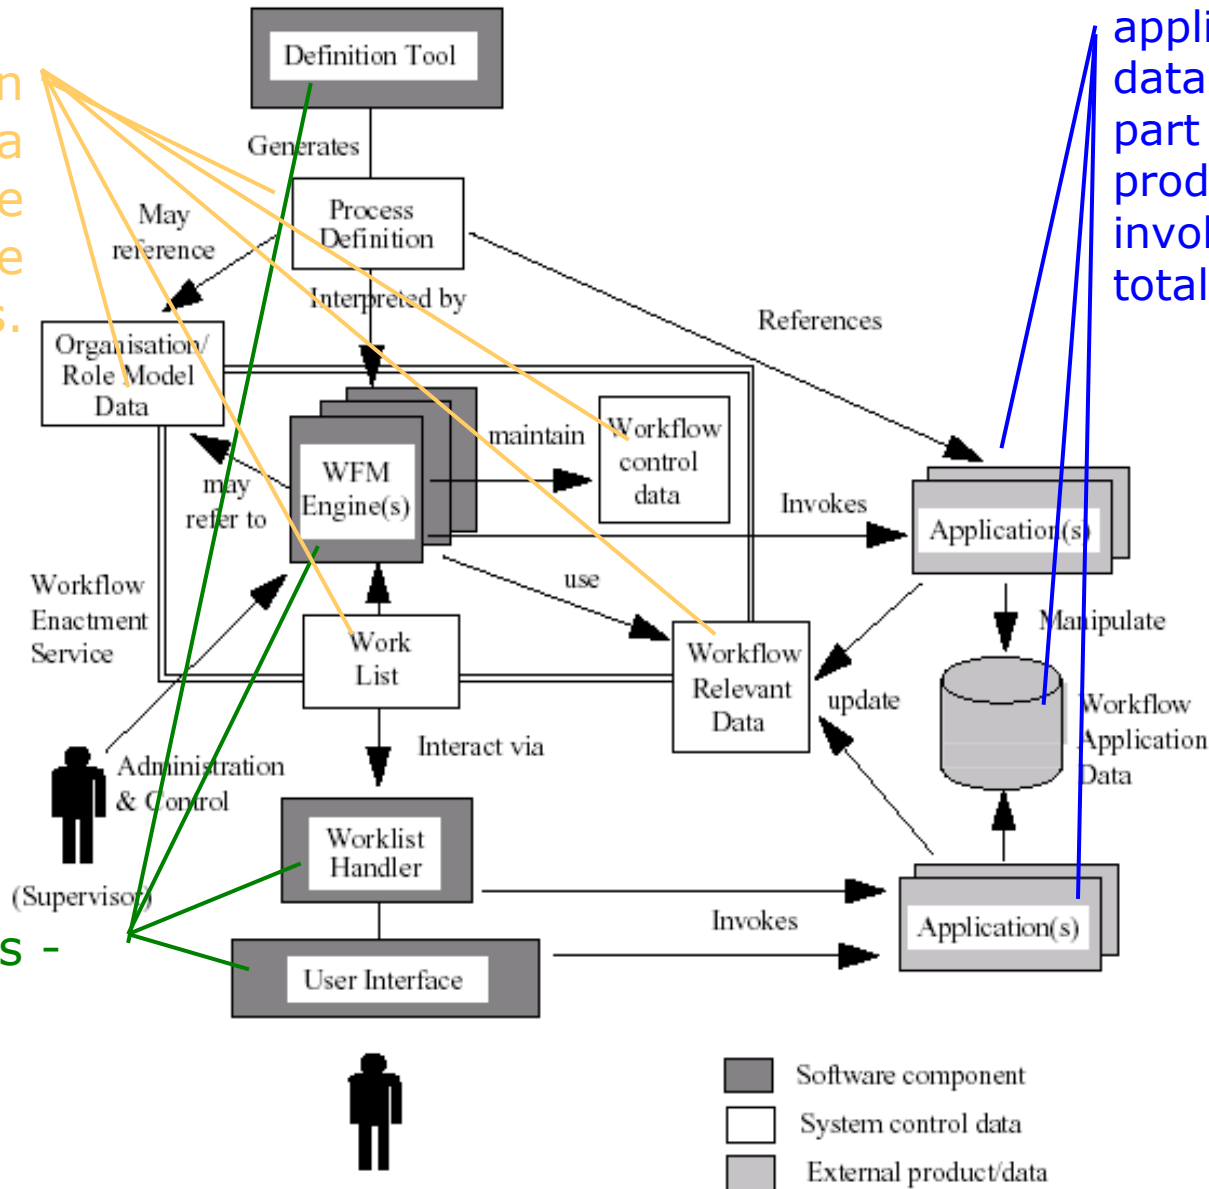 Definition Tool
Generates
Process
Definition
May
reference
Interpreted by
References
Organisation/
Role Model
Data
WFM
Engine(s)
maintain
Workflow
control
data
may
refer to
Invokes
Application(s)
use
Workflow
Enactment
Service
Work
List
Workflow
Relevant
Data
Manipulate
update
Workflow
Application
Data
Interact via
Administration
& Control
(Supervisor)
Worklist
Handler
Invokes
Application(s)
User Interface
Software component
System control data
External product/data
n
a
e
e
s.
appli
data
part
prod
invol
total
s -